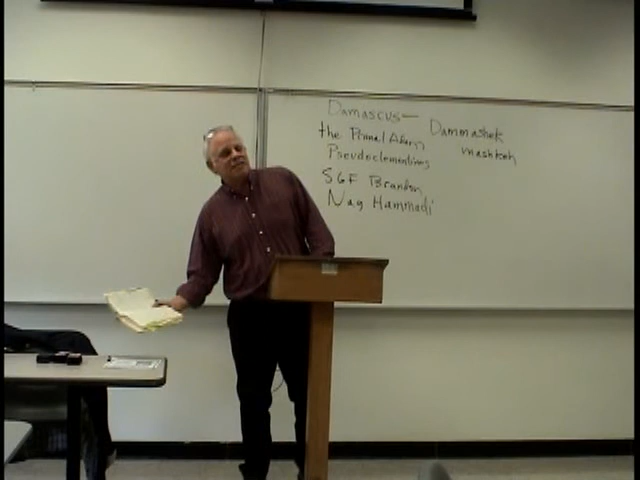 Damascus—
Dammashek
the Primal Adam
mashkeh
Pseudoclementines
SGF Brandon
Nag Hammadi